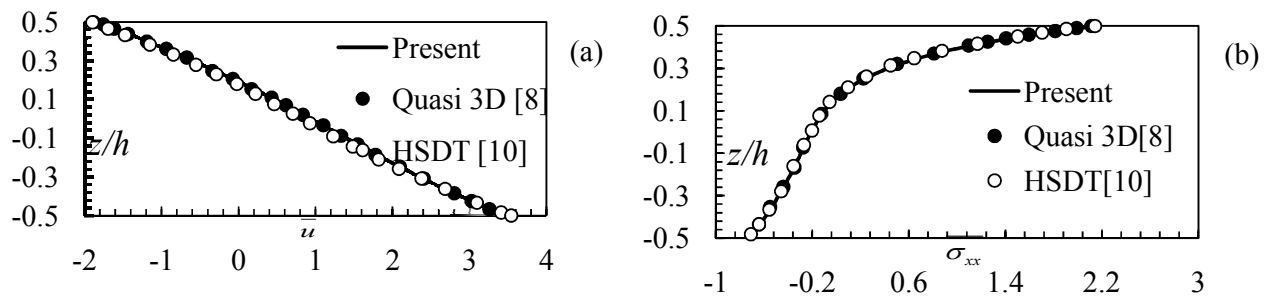 0.5
0.3
0.1
-0.1
-0.3
-0.5
z/h
Present
Quasi 3D [8]
HSDT [10]
(a)
u̅
-2 -1 0 1 2 3 4
0.5
0.3
0.1
-0.1
-0.3
-0.5
z/h
Present
Quasi 3D[8]
HSDT[10]
(b)
σ̅xx
-1 -0.2 0.6 1.4 2.2 3